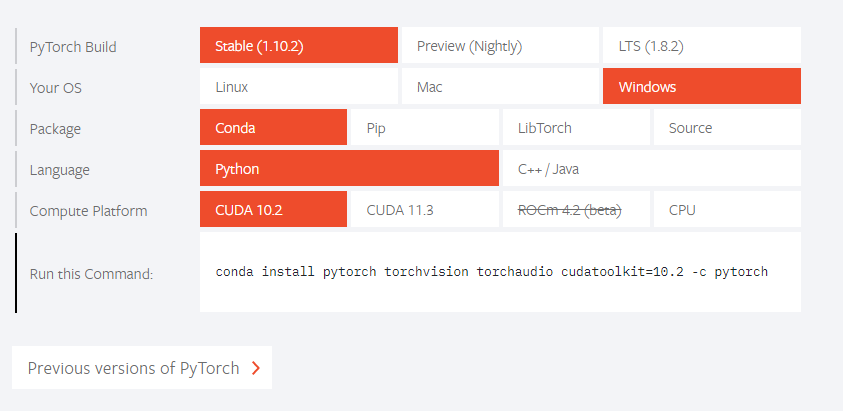 PyTorch Build Stable (1.10.2) Preview (Nightly) LTS (1.8.2)
Your OS Linux Mac Windows
Package Conda Pip LibTorch Source
Language Python C++ / Java
Compute Platform CUDA 10.2 CUDA 11.3 ROCm 4.2 (beta) CPU
Run this Command: conda install pytorch torchvision torchaudio cudatoolkit=10.2 -c pytorch
Previous versions of PyTorch